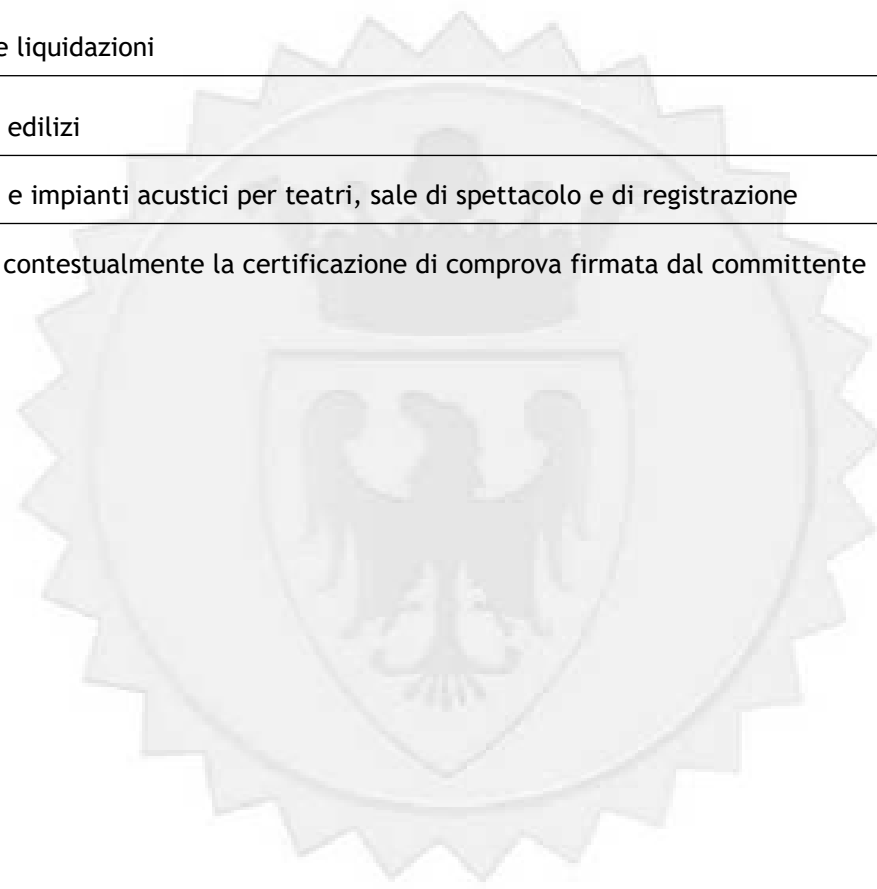 e liquidazioni
edilizi
e impianti acustici per teatri, sale di spettacolo e di registrazione
contestualmente la certificazione di comprova firmata dal committente